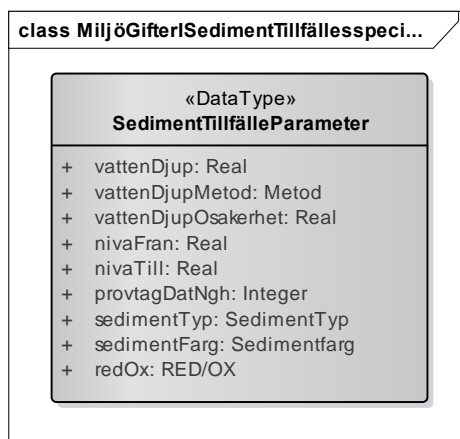 class MiljöGifterISedimentTillfällesspeci...
«DataType»
SedimentTillfälleParameter
+ vattenDjup: Real
+ vattenDjupMetod: Metod
+ vattenDjupOsakerhet: Real
+ nivaFran: Real
+ nivaTill: Real
+ provtagDatNgh: Integer
+ sedimentTyp: SedimentTyp
+ sedimentFarg: Sedimentfarg
+ redOx: RED/OX